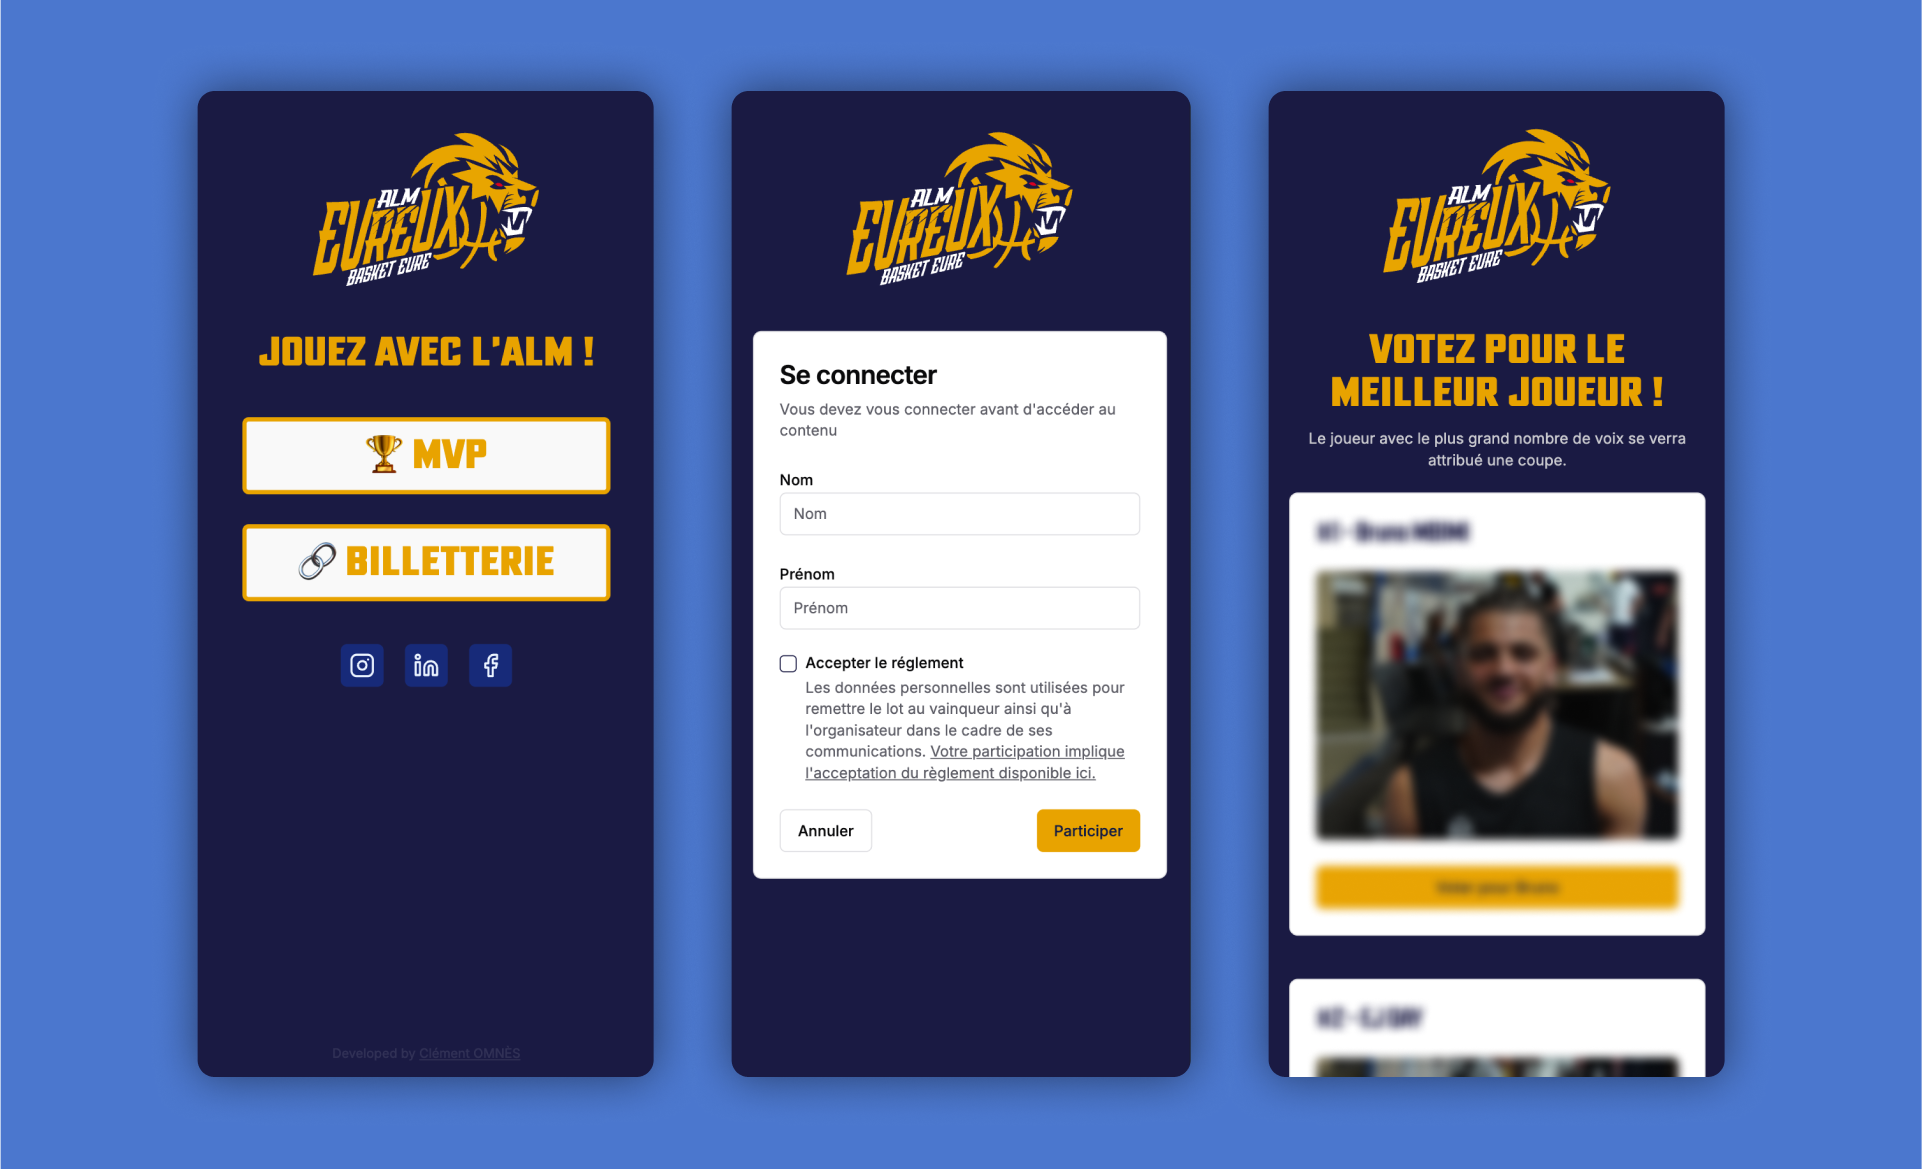 ALM
EVREUX
BASKET EURE
JOUEZ AVEC L'ALM !
MVP
BILLETTERIE
Developed by Clément OMNÈS
ALM
EVREUX
BASKET EURE
Se connecter
Vous devez vous connecter avant d'accéder au
contenu
Nom
Nom
Prénom
Prénom
Accepter le réglement
Les données personnelles sont utilisées pour
remettre le lot au vainqueur ainsi qu'à
l'organisateur dans le cadre de ses
communications. Votre participation implique
l'acceptation du règlement disponible ici.
Annuler
Participer
ALM
EVREUX
BASKET EURE
VOTEZ POUR LE
MEILLEUR JOUEUR !
Le joueur avec le plus grand nombre de voix se verra
attribué une coupe.